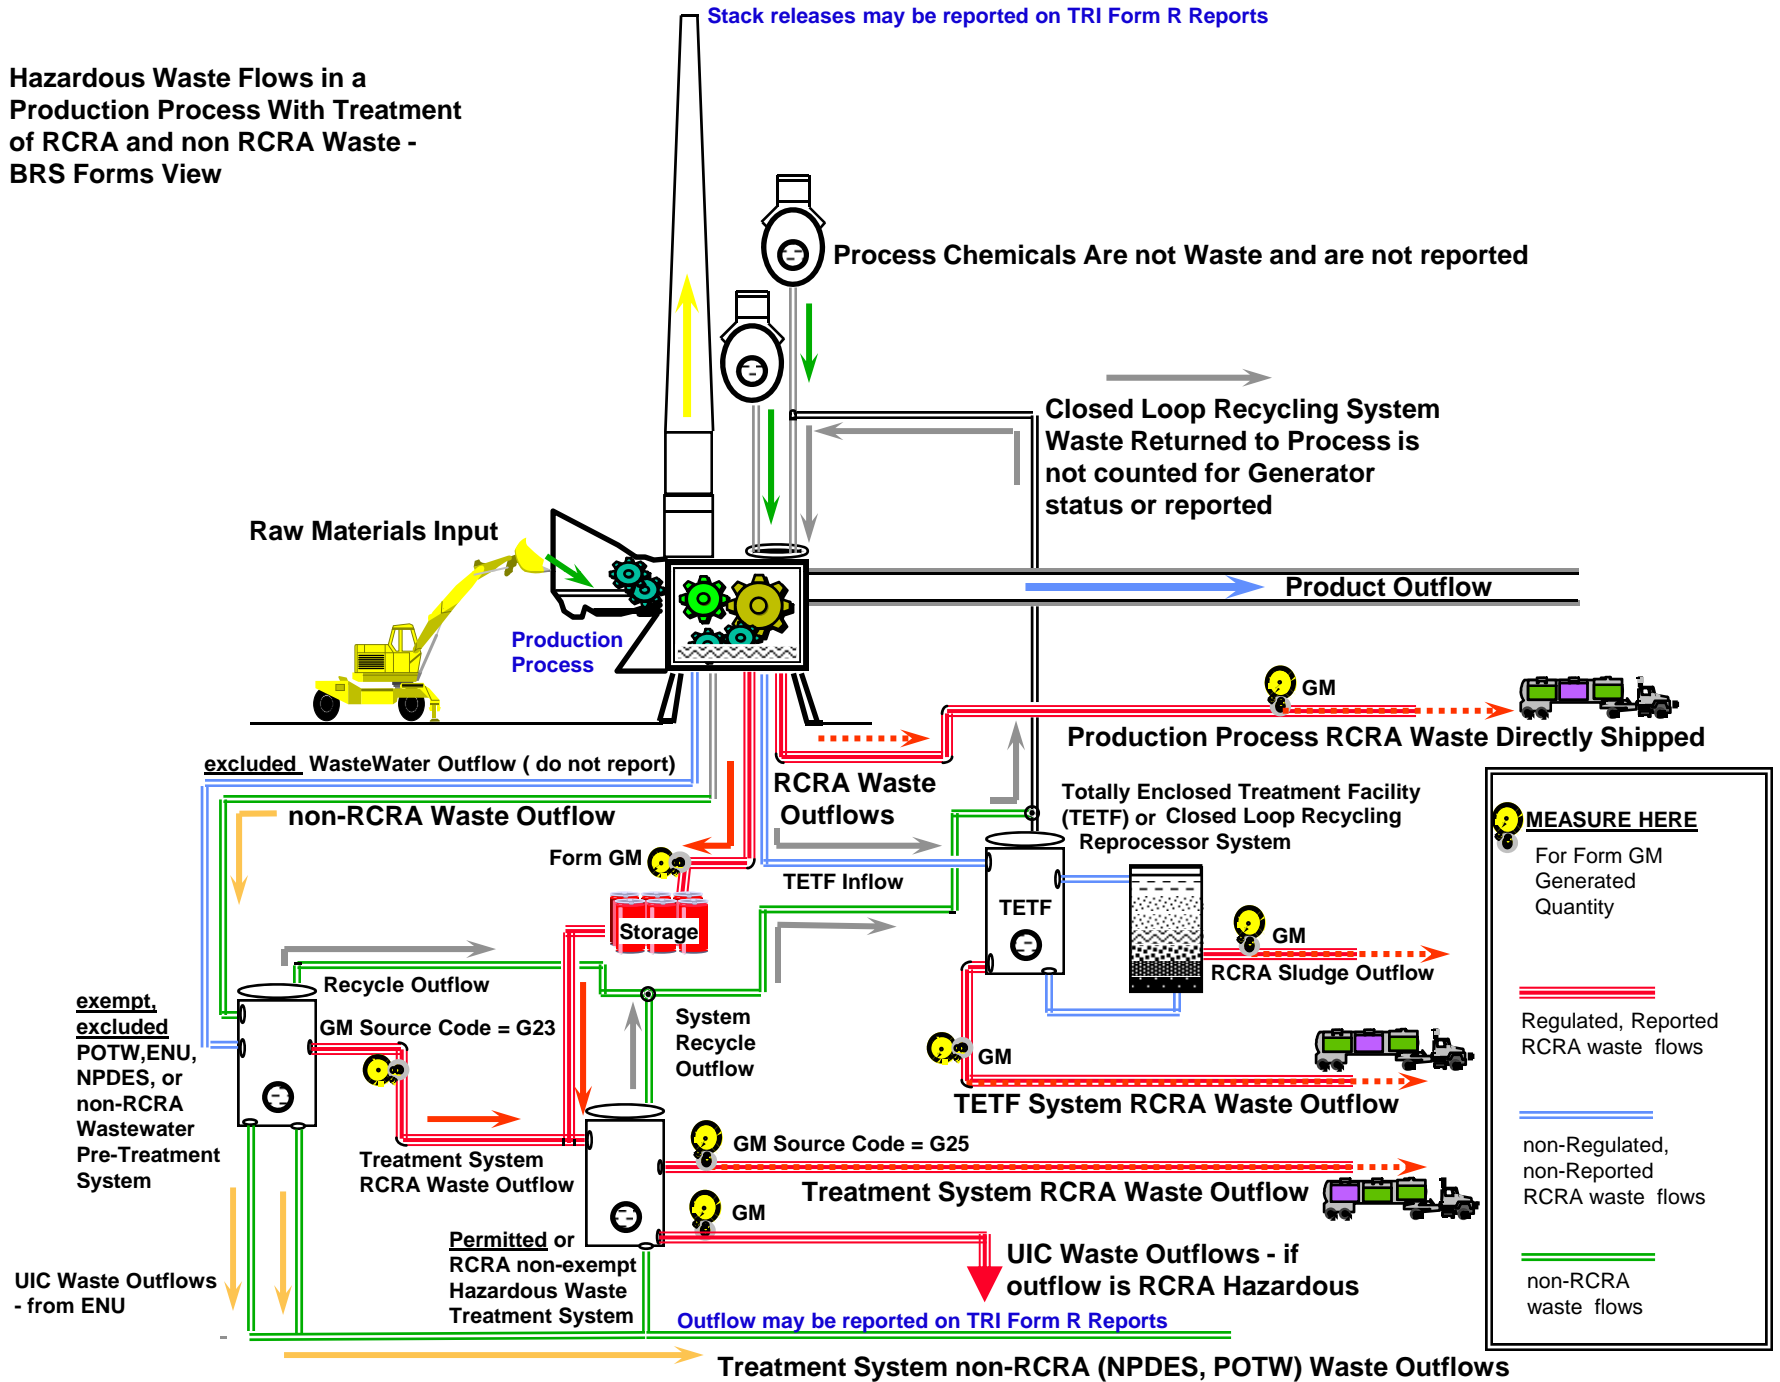 Stack releases may be reported on TRI Form R Reports
Hazardous Waste Flows in a
Production Process With Treatment
of RCRA and non RCRA Waste -
BRS Forms View
Process Chemicals Are not Waste and are not reported
Closed Loop Recycling System
Waste Returned to Process is
not counted for Generator
status or reported
Raw Materials Input
Product Outflow
Production
Process
GM
Production Process RCRA Waste Directly Shipped
excluded WasteWater Outflow ( do not report)
RCRA Waste
Outflows
non-RCRA Waste Outflow
Totally Enclosed Treatment Facility
(TETF) or Closed Loop Recycling
Reprocessor System
Form GM
TETF Inflow
TETF
Storage
GM
RCRA Sludge Outflow
Recycle Outflow
exempt,
excluded
POTW,ENU,
NPDES, or
non-RCRA
Wastewater
Pre-Treatment
System
GM Source Code = G23
System
Recycle
Outflow
GM
TETF System RCRA Waste Outflow
Treatment System
RCRA Waste Outflow
GM Source Code = G25
Treatment System RCRA Waste Outflow
GM
Permitted or
RCRA non-exempt
Hazardous Waste
Treatment System
UIC Waste Outflows - if
outflow is RCRA Hazardous
UIC Waste Outflows
- from ENU
Outflow may be reported on TRI Form R Reports
Treatment System non-RCRA (NPDES, POTW) Waste Outflows
MEASURE HERE
For Form GM
Generated
Quantity
Regulated, Reported
RCRA waste flows
non-Regulated,
non-Reported
RCRA waste flows
non-RCRA
waste flows